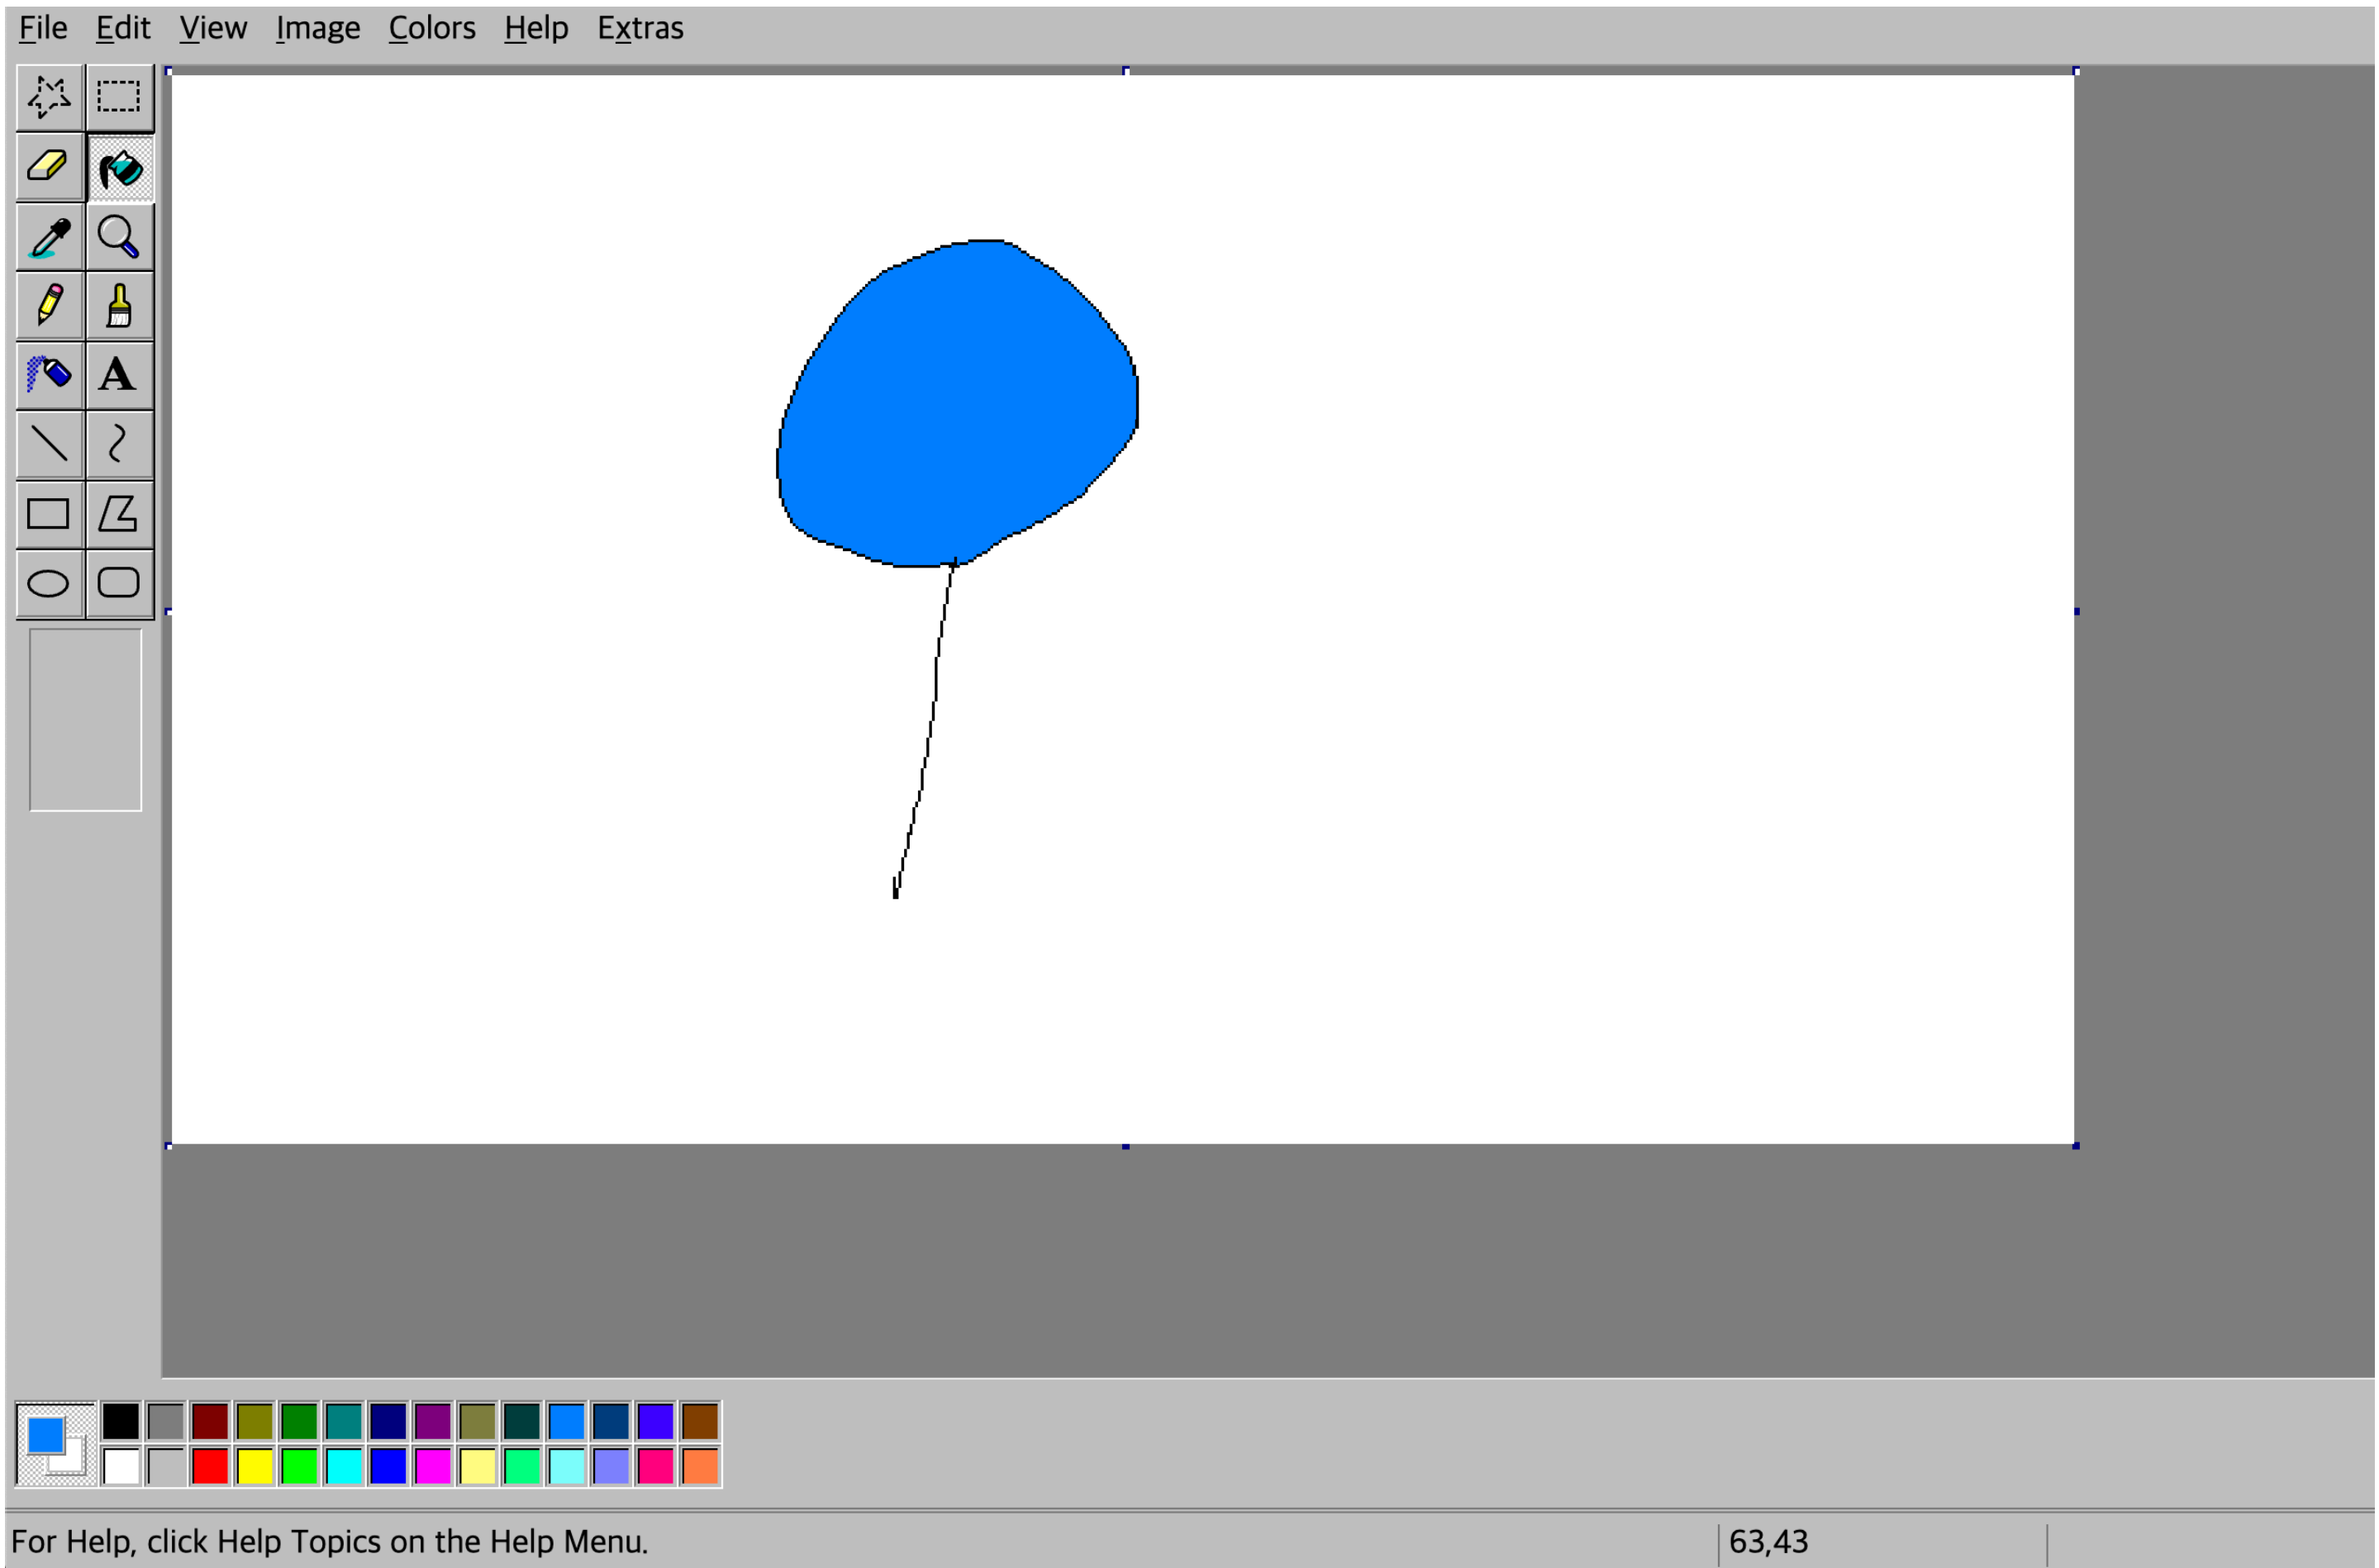 File Edit View Image Colors Help Extras
A
For Help, click Help Topics on the Help Menu.
63,43